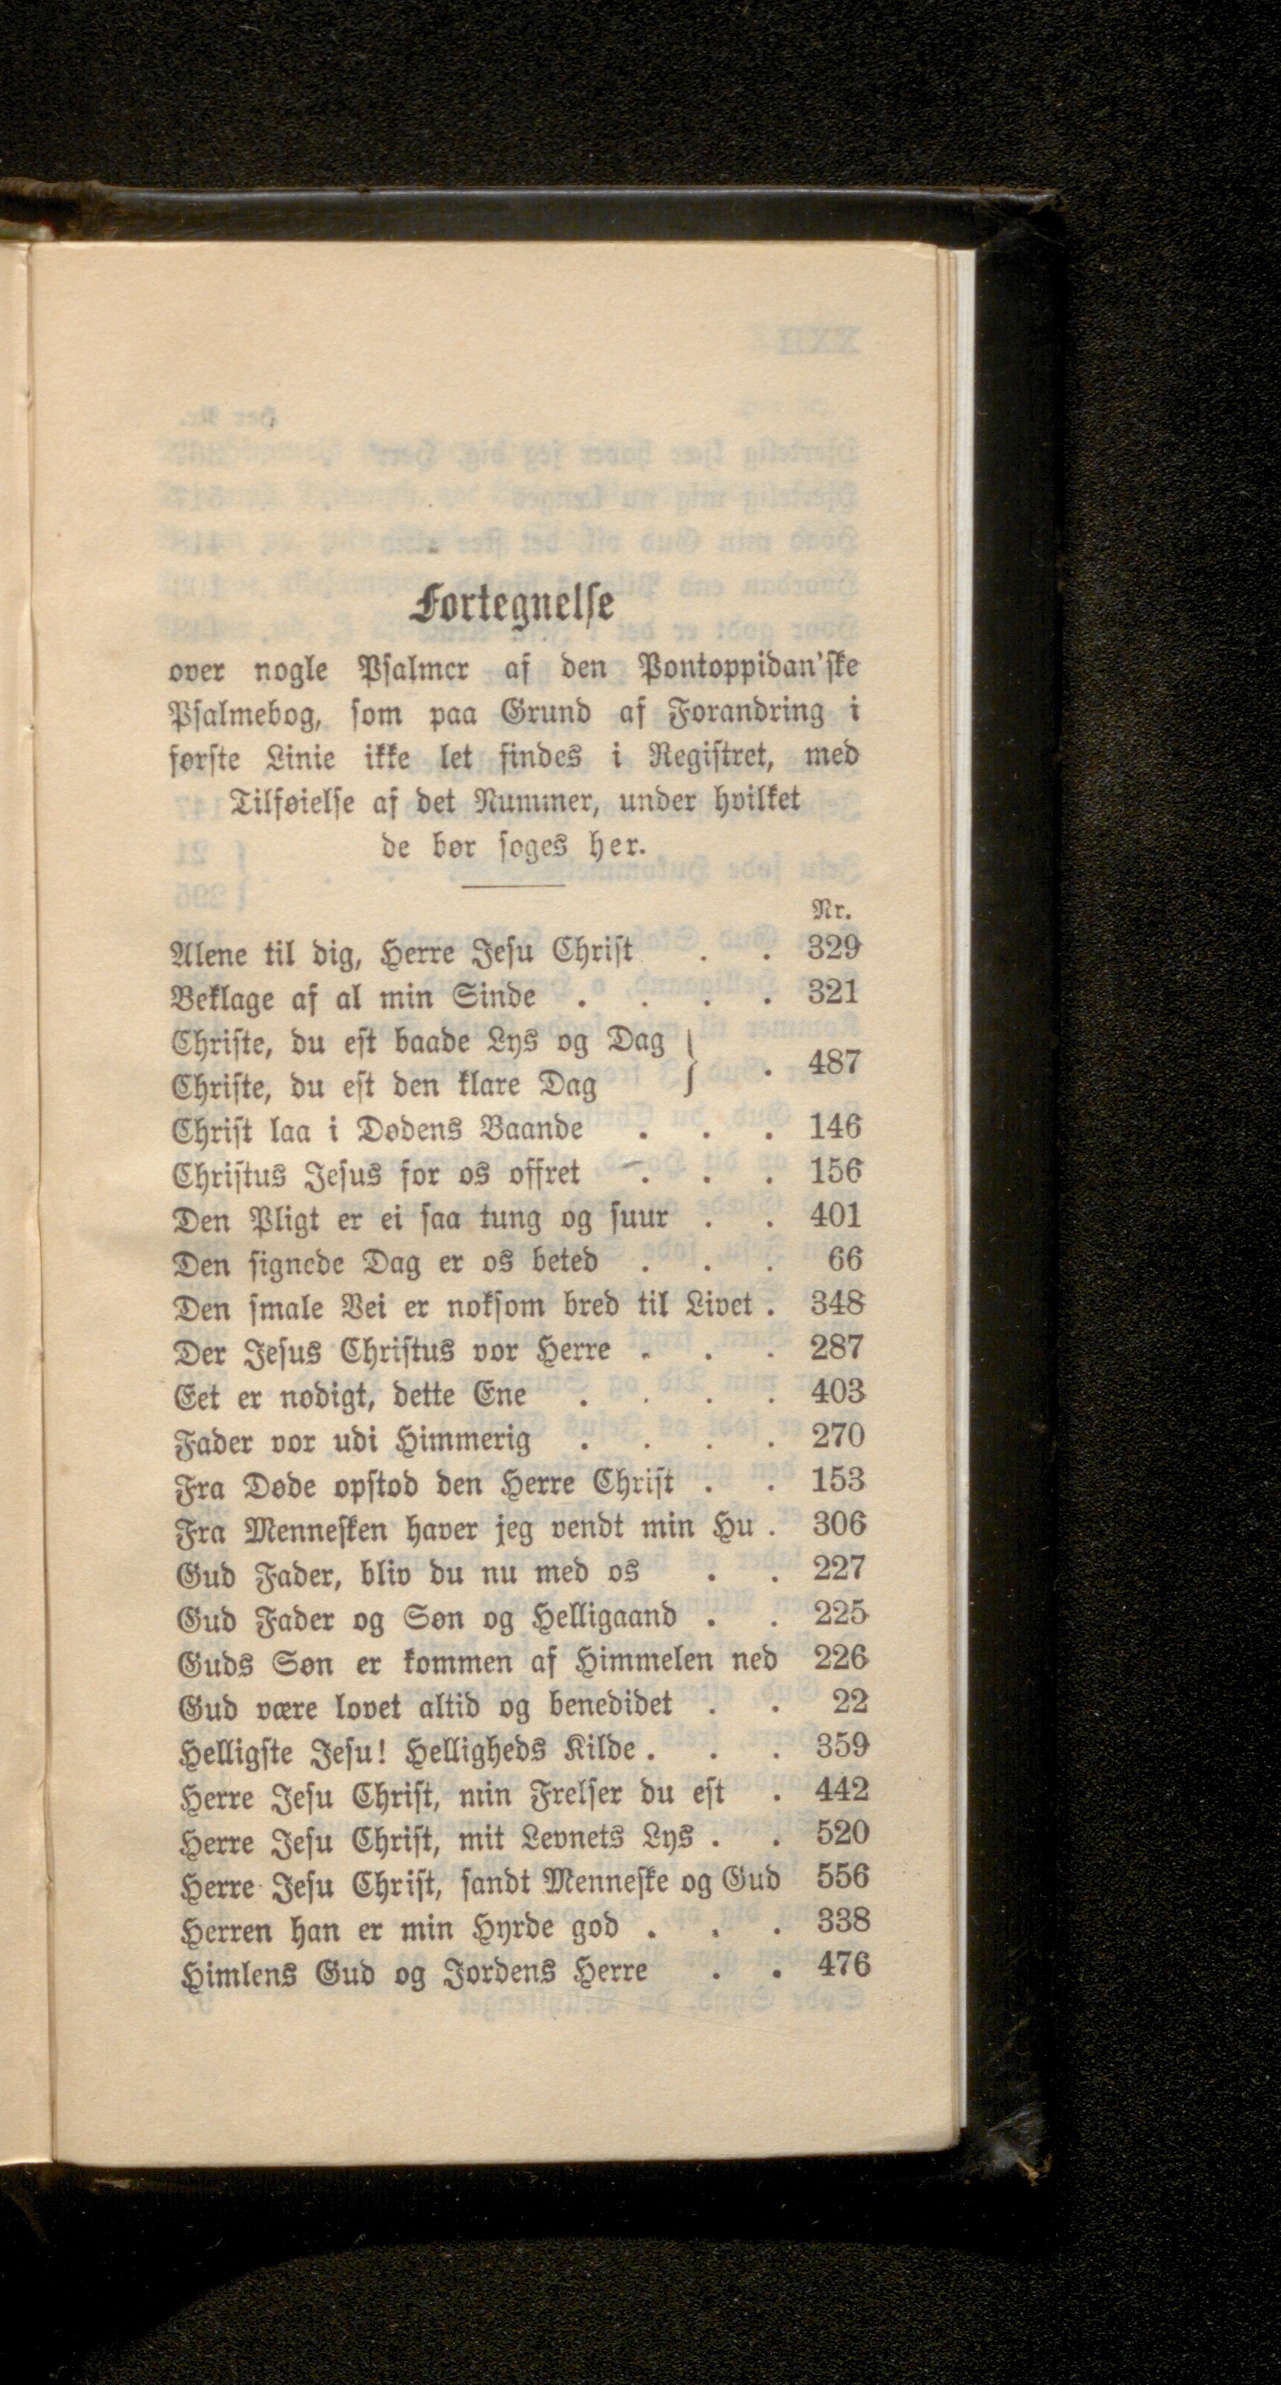 Fortegnelse
over nogle Psalmer af den Pontoppidan'ske
Psalmebog, som paa Grund af Forandring i
første Linie ikke let findes i Registret, med
Tilføielse af det Nummer, under hvilket
de bør søges her.
Nr.
Alene til dig, Herre Jesu Christ . . 329
Beklage af al min Sinde . . . . 321
Christe, du est baade Lys og Dag }
Christe, du est den klare Dag } . 487
Christ laa i Dødens Baande . . . 146
Christus Jesus for os offret . . . 156
Den Pligt er ei saa tung og suur . . 401
Den signede Dag er os beted . . . 66
Den smale Vei er noksom bred til Livet . 348
Der Jesus Christus vor Herre . . . 287
Eet er nødigt, dette Ene . . . . 403
Fader vor udi Himmerig . . . . 270
Fra Døde opstod den Herre Christ . . 153
Fra Mennesken haver jeg vendt min Hu . 306
Gud Fader, bliv du nu med os . . 227
Gud Fader og Søn og Helligaand . . 225
Guds Søn er kommen af Himmelen ned 226
Gud være lovet altid og benedidet . . 22
Helligste Jesu! Helligheds Kilde . . . 359
Herre Jesu Christ, min Frelser du est . 442
Herre Jesu Christ, mit Levnets Lys . . 520
Herre Jesu Christ, sandt Menneske og Gud 556
Herren han er min Hyrde god . . . 338
Himlens Gud og Jordens Herre . . 476